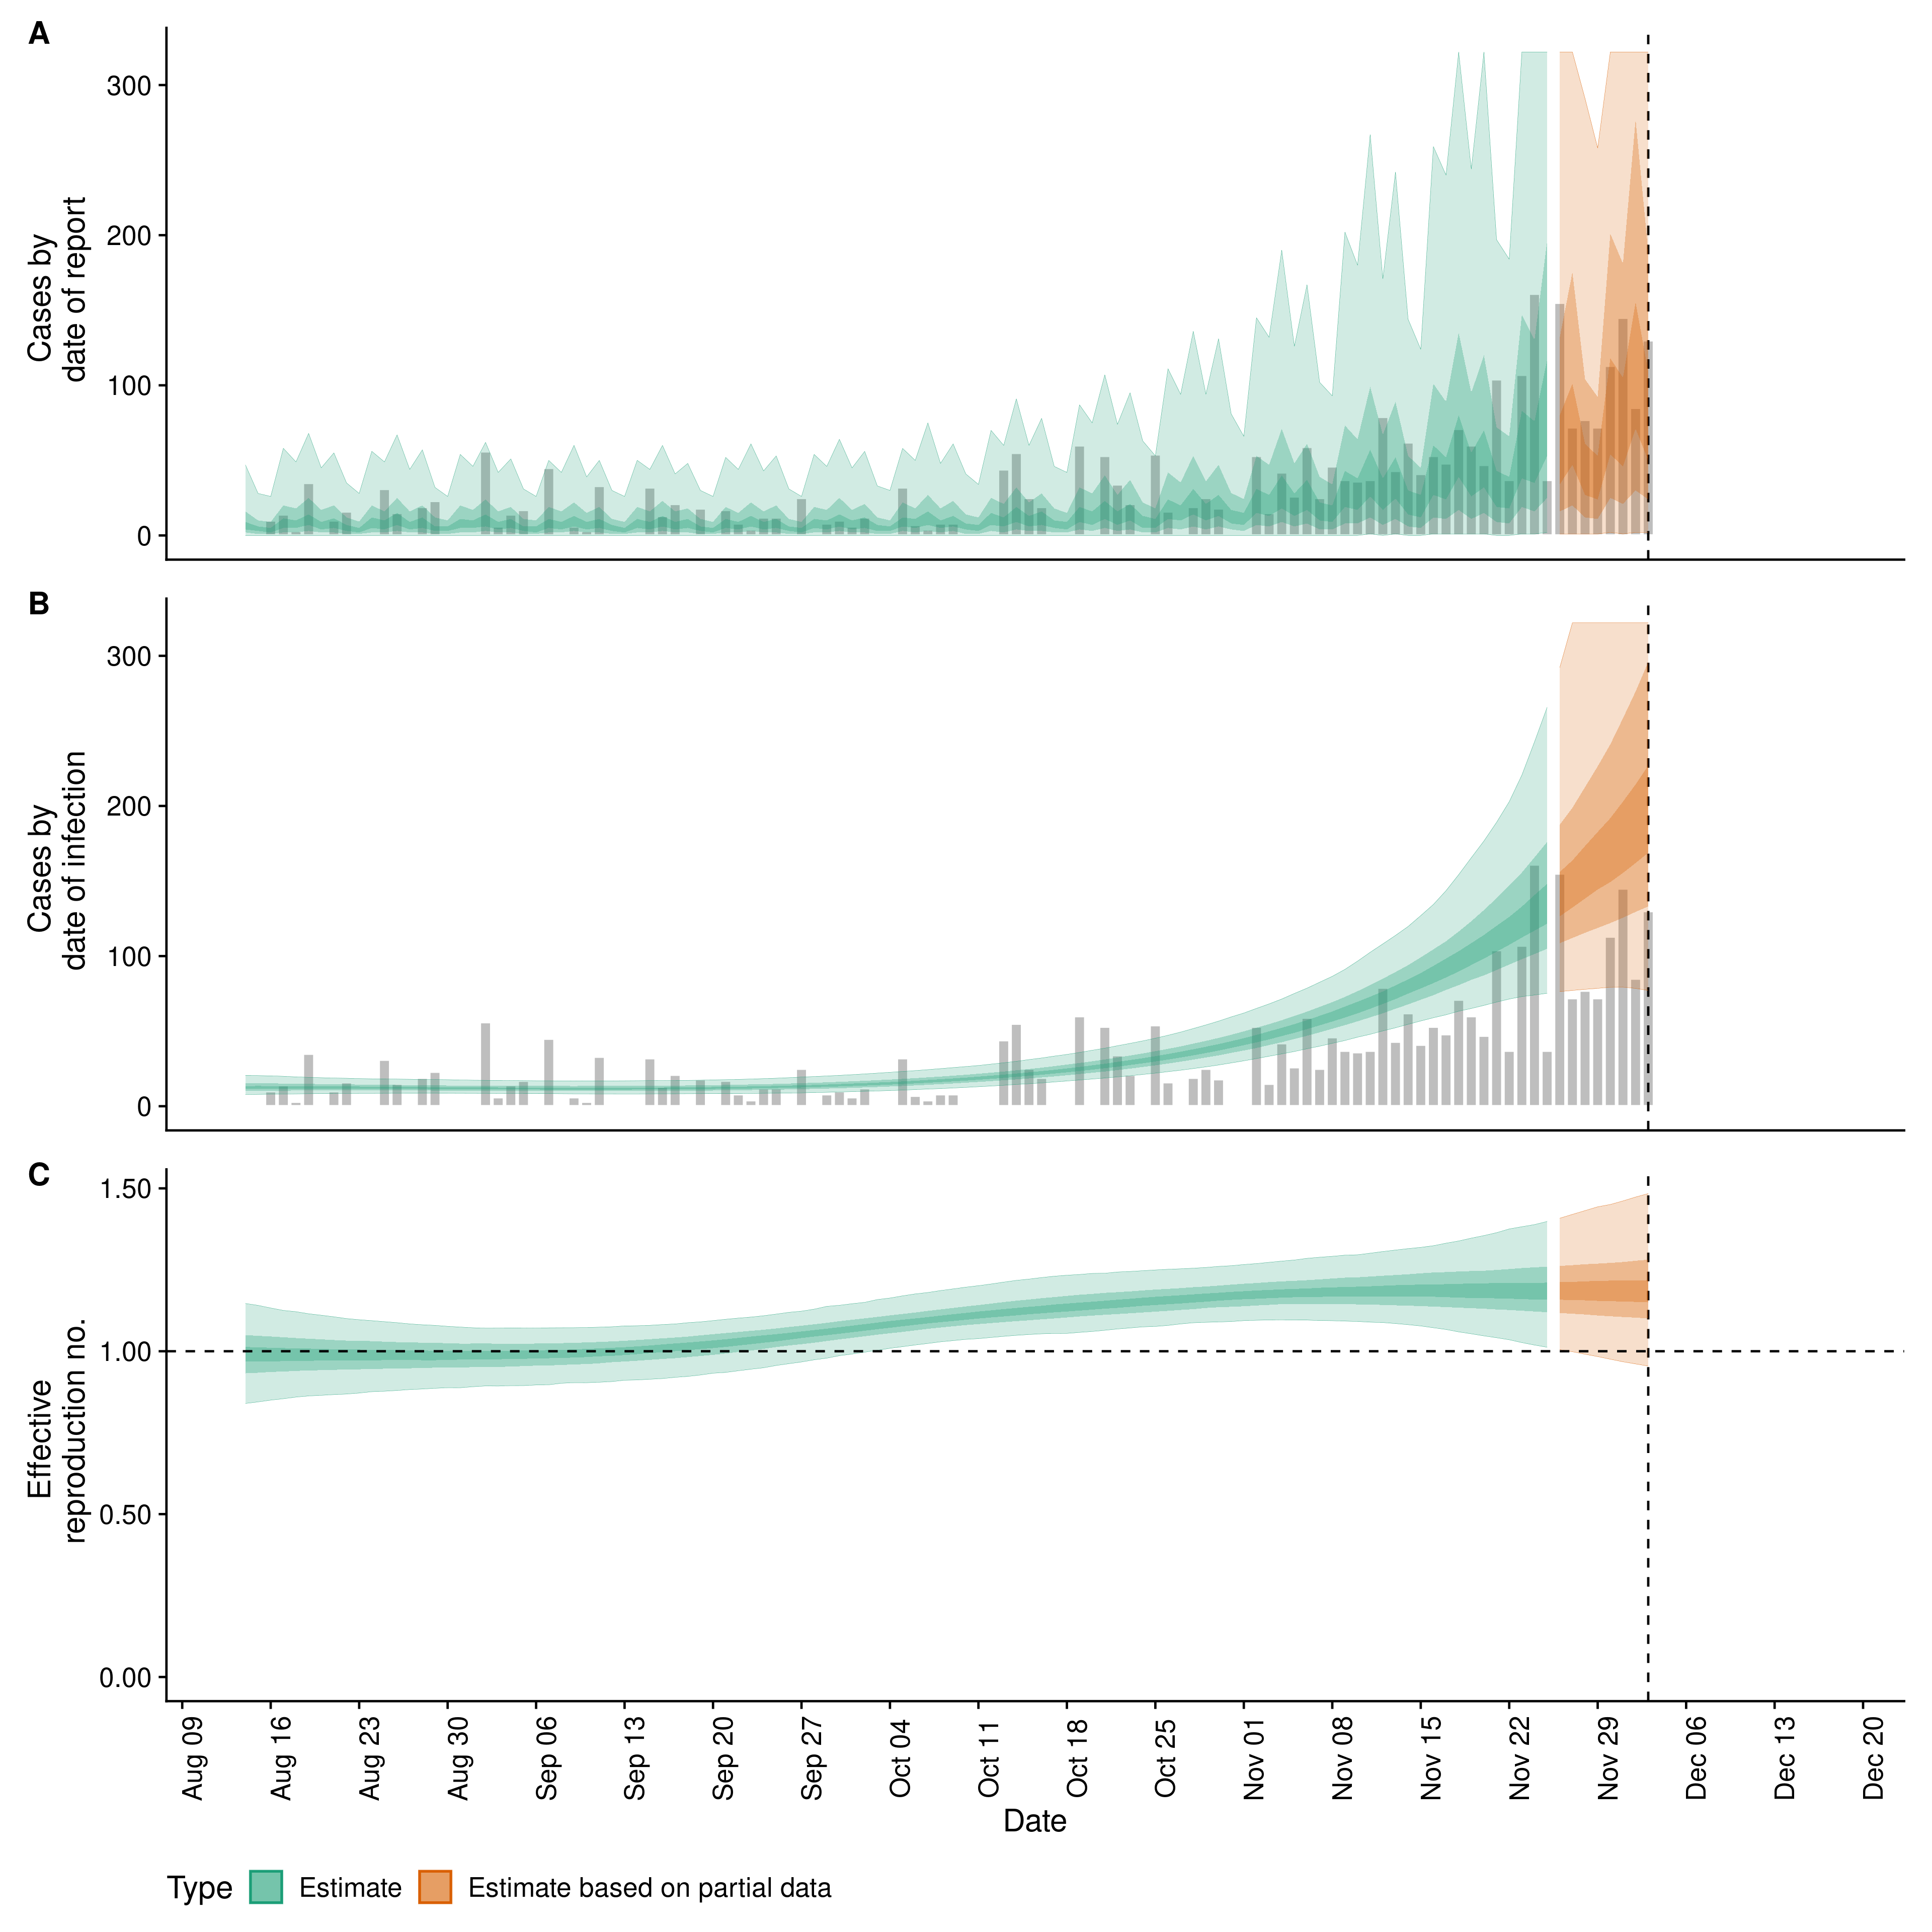 A
300
200
100
0
Cases by
date of report
B
300
200
100
0
Cases by
date of infection
C
1.50
1.00
0.50
0.00
Effective
reproduction no.
Aug 09
Aug 16
Aug 23
Aug 30
Sep 06
Sep 13
Sep 20
Sep 27
Oct 04
Oct 11
Oct 18
Oct 25
Nov 01
Nov 08
Nov 15
Nov 22
Nov 29
Dec 06
Dec 13
Dec 20
Date
Type Estimate Estimate based on partial data